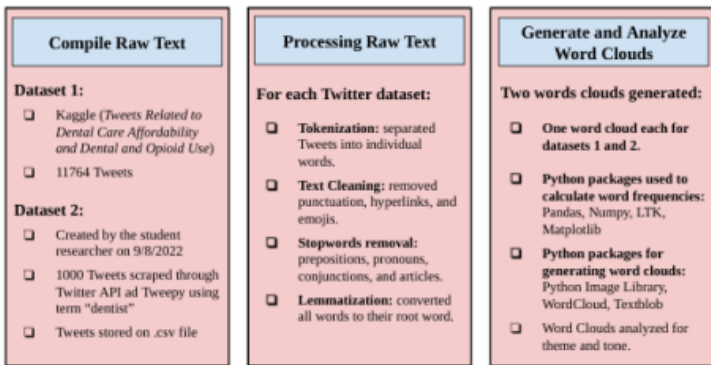 Compile Raw Text
Dataset 1:
Kaggle (Tweets Related to
Dental Care Affordability
and Dental and Opioid Use)
11764 Tweets
Dataset 2:
Created by the student
researcher on 9/8/2022
1000 Tweets scraped through
Twitter API ad Tweepy using
term "dentist"
Tweets stored on .csv file
Processing Raw Text
For each Twitter dataset:
Tokenization: separated
Tweets into individual
words.
Text Cleaning: removed
punctuation, hyperlinks, and
emojis.
Stopwords removal:
prepositions, pronouns,
conjunctions, and articles.
Lemmatization: converted
all words to their root word.
Generate and Analyze
Word Clouds
Two words clouds generated:
One word cloud each for
datasets 1 and 2.
Python packages used to
calculate word frequencies:
Pandas, Numpy, LTK,
Matplotlib
Python packages for
generating word clouds:
Python Image Library,
WordCloud, Textblob
Word Clouds analyzed for
theme and tone.